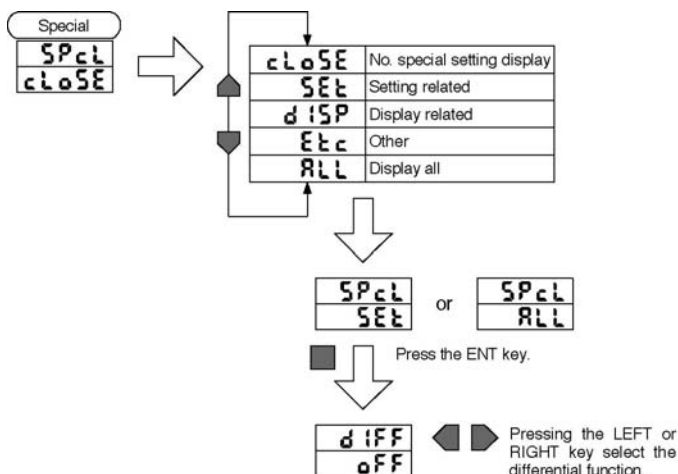 Special
SPcL
cLoSE
cLoSE No. special setting display
SEt Setting related
dISP Display related
Etc Other
ALL Display all
SPcL
SEt
or
SPcL
ALL
Press the ENT key.
dIFF
oFF
Pressing the LEFT or
RIGHT key select the
differential function